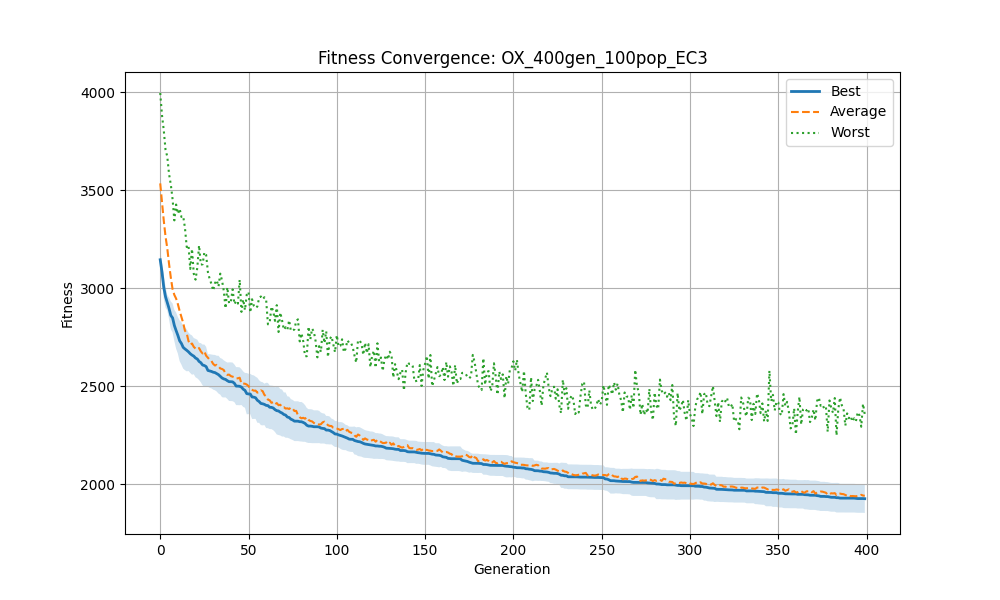 Fitness Convergence: OX_400gen_100pop_EC3
Best
Average
Worst
4000
3500
3000
2500
2000
Fitness
0 50 100 150 200 250 300 350 400
Generation